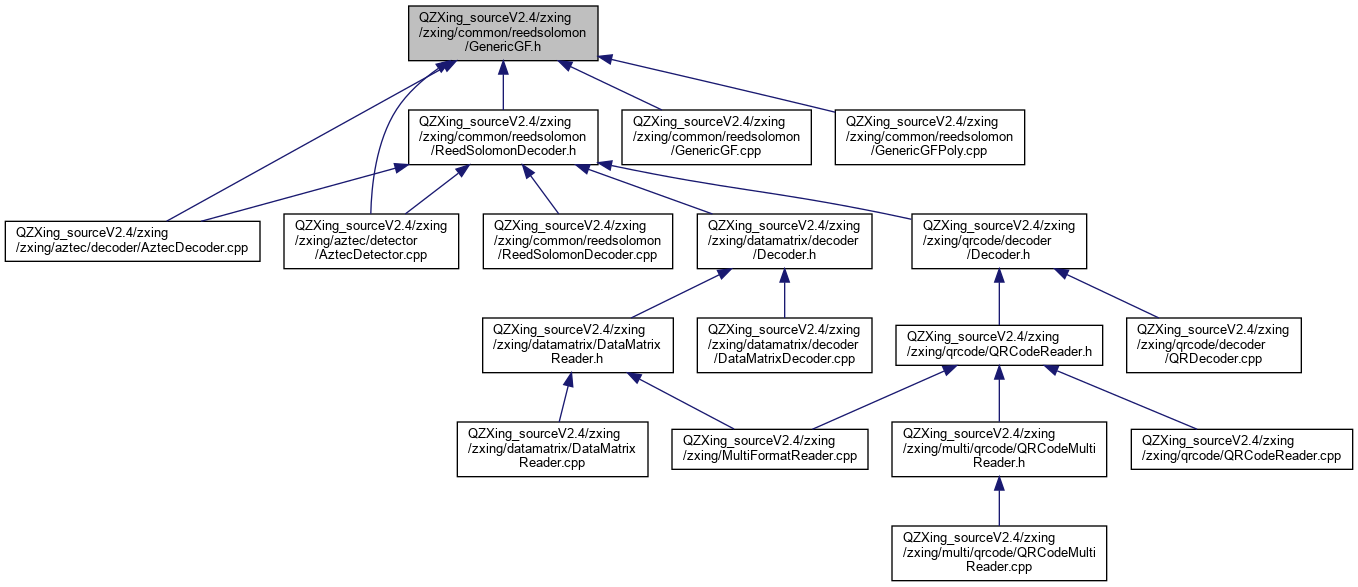 QZXing_sourceV2.4/zxing
/zxing/common/reedsolomon
/GenericGF.h
QZXing_sourceV2.4/zxing
/zxing/common/reedsolomon
/ReedSolomonDecoder.h
QZXing_sourceV2.4/zxing
/zxing/common/reedsolomon
/GenericGF.cpp
QZXing_sourceV2.4/zxing
/zxing/common/reedsolomon
/GenericGFPoly.cpp
QZXing_sourceV2.4/zxing
/zxing/aztec/decoder/AztecDecoder.cpp
QZXing_sourceV2.4/zxing
/zxing/aztec/detector
/AztecDetector.cpp
QZXing_sourceV2.4/zxing
/zxing/common/reedsolomon
/ReedSolomonDecoder.cpp
QZXing_sourceV2.4/zxing
/zxing/datamatrix/decoder
/Decoder.h
QZXing_sourceV2.4/zxing
/zxing/qrcode/decoder
/Decoder.h
QZXing_sourceV2.4/zxing
/zxing/datamatrix/DataMatrix
Reader.h
QZXing_sourceV2.4/zxing
/zxing/datamatrix/decoder
/DataMatrixDecoder.cpp
QZXing_sourceV2.4/zxing
/zxing/qrcode/QRCodeReader.h
QZXing_sourceV2.4/zxing
/zxing/qrcode/decoder
/QRDecoder.cpp
QZXing_sourceV2.4/zxing
/zxing/datamatrix/DataMatrix
Reader.cpp
QZXing_sourceV2.4/zxing
/zxing/MultiFormatReader.cpp
QZXing_sourceV2.4/zxing
/zxing/multi/qrcode/QRCodeMulti
Reader.h
QZXing_sourceV2.4/zxing
/zxing/qrcode/QRCodeReader.cpp
QZXing_sourceV2.4/zxing
/zxing/multi/qrcode/QRCodeMulti
Reader.cpp